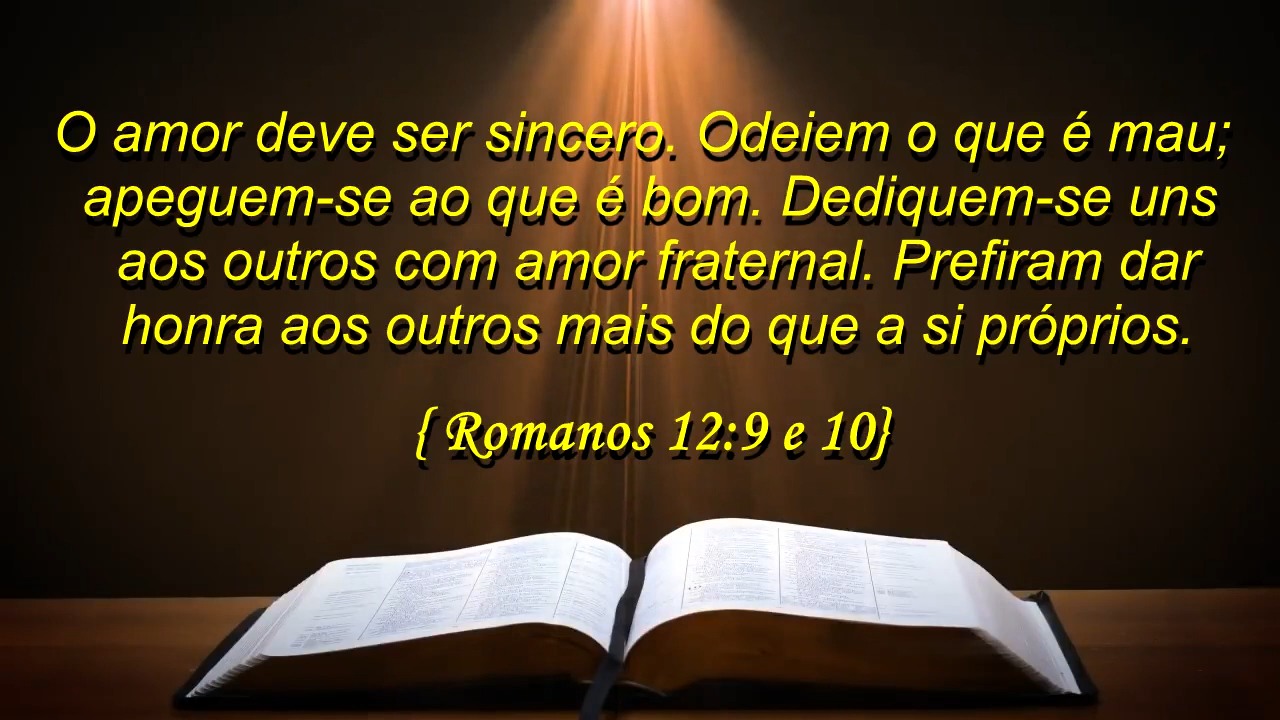 O amor deve ser sincero. Odeiem o que é mau;
apeguem-se ao que é bom. Dediquem-se uns
aos outros com amor fraternal. Prefiram dar
honra aos outros mais do que a si próprios.
{ Romanos 12:9 e 10}